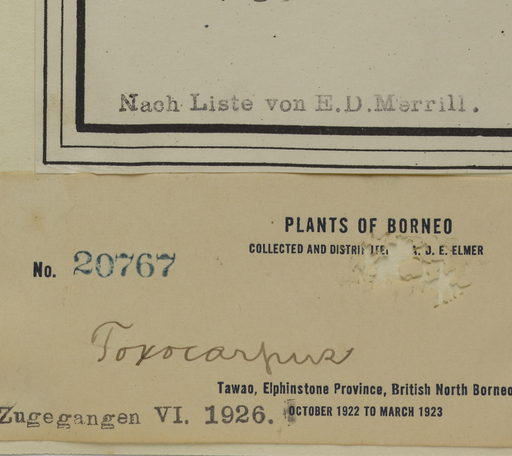 Nach Liste von E.D.Merrill.
PLANTS OF BORNEO
COLLECTED AND D. E. ELMER
No. 20767
Toxocarpus
Tawao, Elphinstone Province, British North Borneo
Zugegangen VI. 1926. OCTOBER 1922 TO MARCH 1923